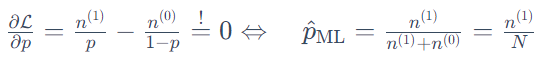 ∂ℒ/∂p = n⁽¹⁾/p − n⁽⁰⁾/(1−p) =! 0 ⇔ p̂_ML = n⁽¹⁾/(n⁽¹⁾+n⁽⁰⁾) = n⁽¹⁾/N